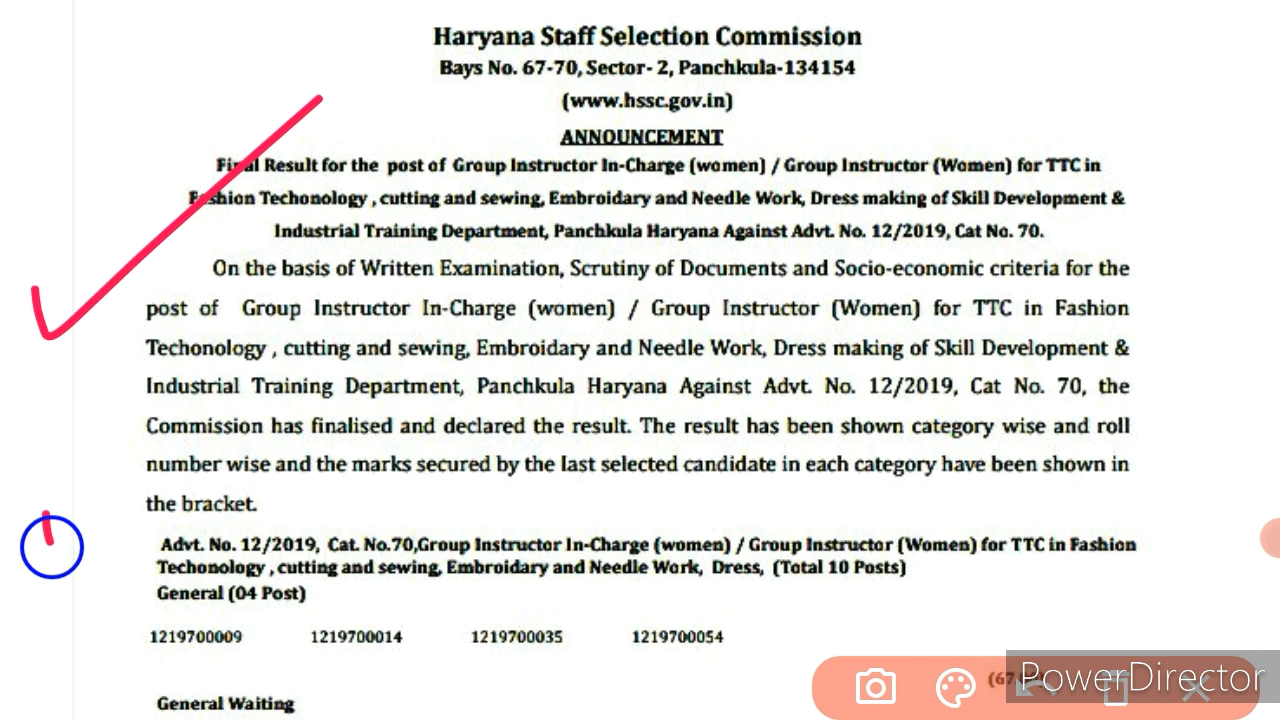 Haryana Staff Selection Commission
Bays No. 67-70, Sector- 2, Panchkula-134154
(www.hssc.gov.in)
ANNOUNCEMENT
Final Result for the post of Group Instructor In-Charge (women) / Group Instructor (Women) for TTC in
Fashion Techonology , cutting and sewing, Embroidary and Needle Work, Dress making of Skill Development &
Industrial Training Department, Panchkula Haryana Against Advt. No. 12/2019, Cat No. 70.
On the basis of Written Examination, Scrutiny of Documents and Socio-economic criteria for the
post of Group Instructor In-Charge (women) / Group Instructor (Women) for TTC in Fashion
Techonology , cutting and sewing, Embroidary and Needle Work, Dress making of Skill Development &
Industrial Training Department, Panchkula Haryana Against Advt. No. 12/2019, Cat No. 70, the
Commission has finalised and declared the result. The result has been shown category wise and roll
number wise and the marks secured by the last selected candidate in each category have been shown in
the bracket.
Advt. No. 12/2019, Cat. No.70,Group Instructor In-Charge (women) / Group Instructor (Women) for TTC in Fashion
Techonology , cutting and sewing, Embroidary and Needle Work, Dress, (Total 10 Posts)
General (04 Post)
1219700009 1219700014 1219700035 1219700054
PowerDirector
General Waiting